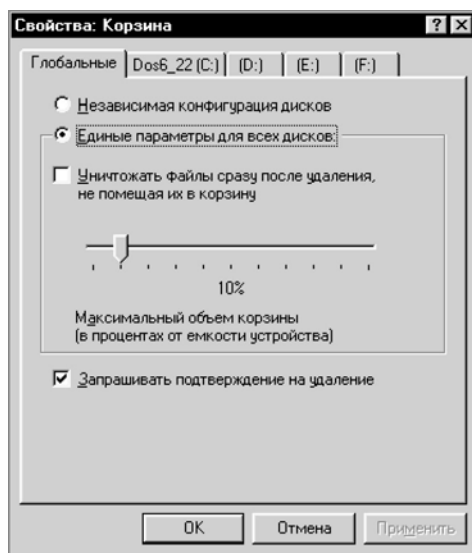 Свойства: Корзина
Глобальные Dos6_22 (C:) (D:) (E:) (F:)
Независимая конфигурация дисков
Единые параметры для всех дисков:
Уничтожать файлы сразу после удаления,
не помещая их в корзину
10%
Максимальный объем корзины
(в процентах от емкости устройства)
Запрашивать подтверждение на удаление
OK Отмена Применить